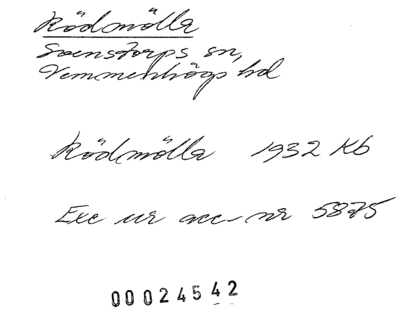 Rödmölla
Svenstorps sn,
Vemmenhögs hd
Rödmölla 1932 Kb
Exc ur acc-nr 5875
00024542